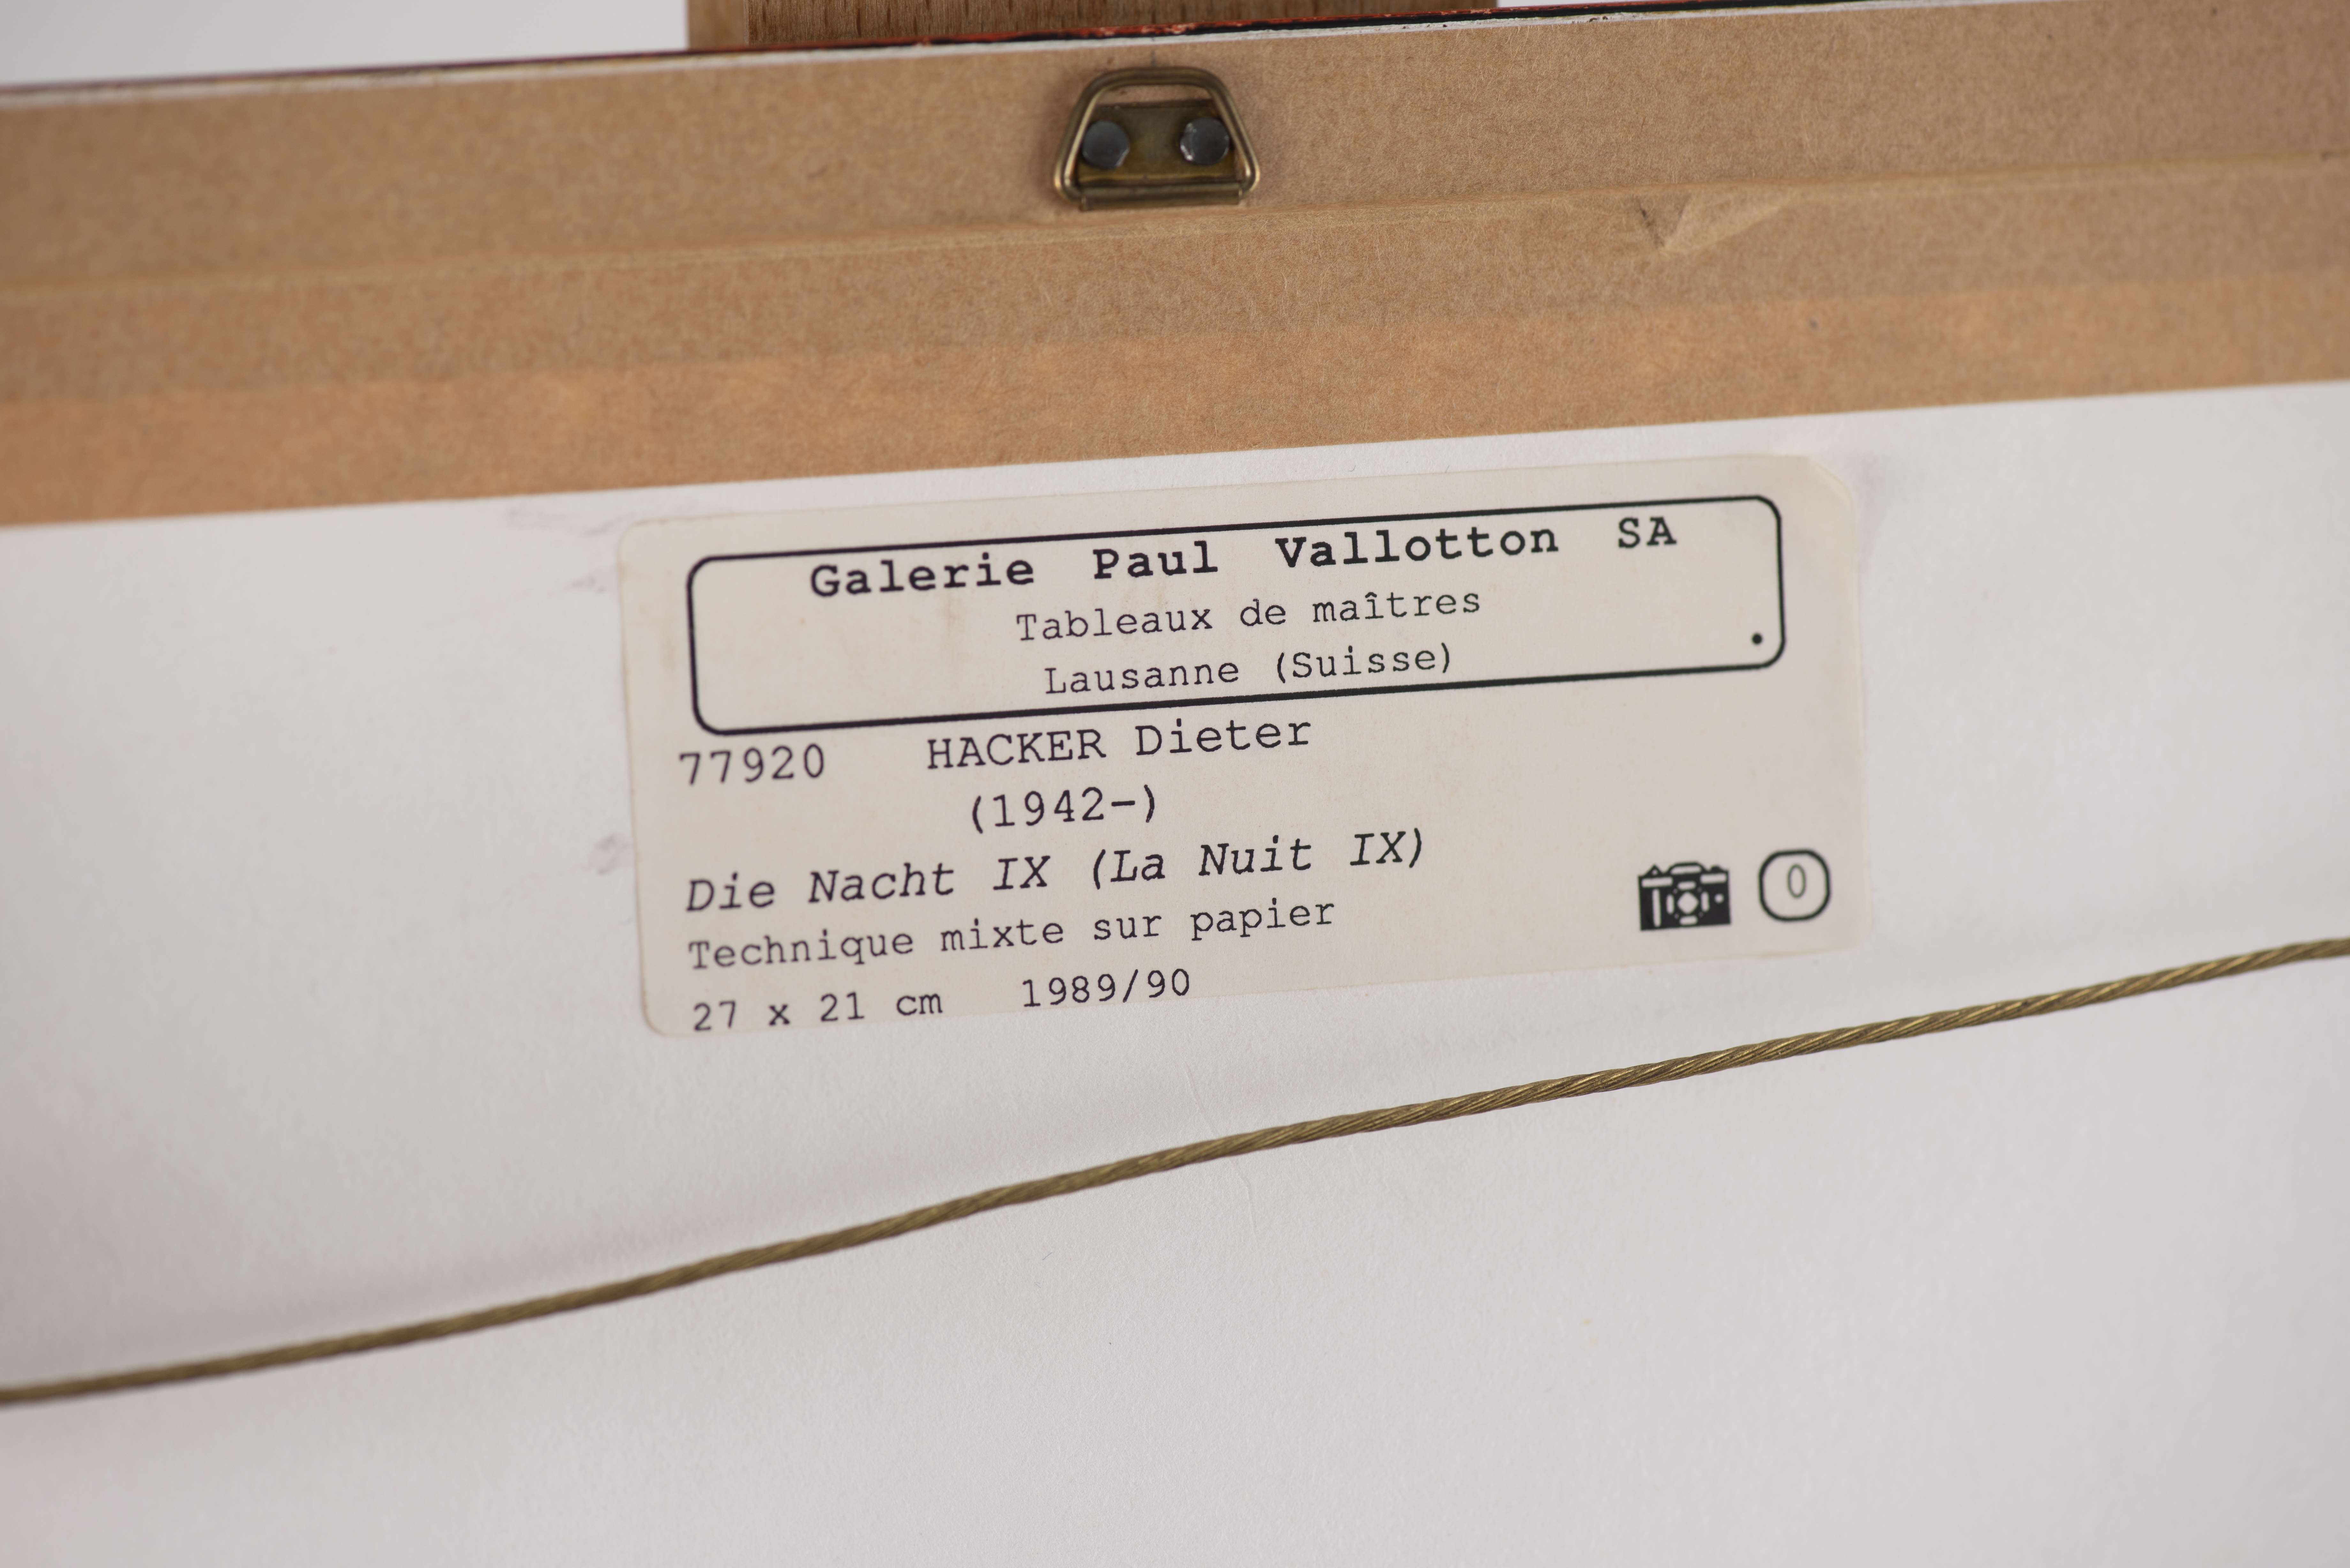 Galerie Paul Vallotton SA
Tableaux de maîtres
Lausanne (Suisse)
77920 HACKER Dieter
(1942-)
Die Nacht IX (La Nuit IX)
Technique mixte sur papier
0
27 x 21 cm 1989/90